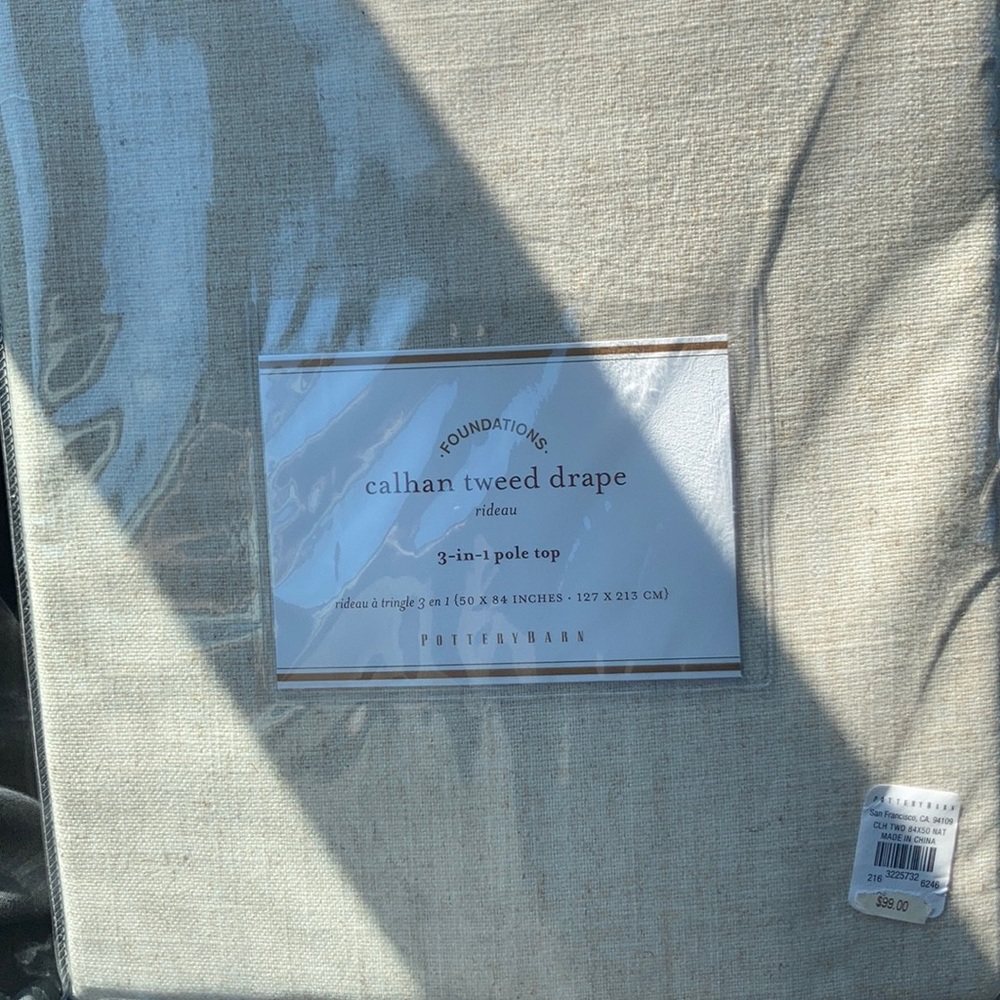 ·FOUNDATIONS·
calhan tweed drape
rideau
3-in-1 pole top
rideau à tringle 3 en 1 (50 X 84 INCHES · 127 X 213 CM)
POTTERYBARN
POTTERYBARN
San Francisco, CA. 94109
CLH TWD 84X50 NAT
MADE IN CHINA
216 3225732 6246
$99.00